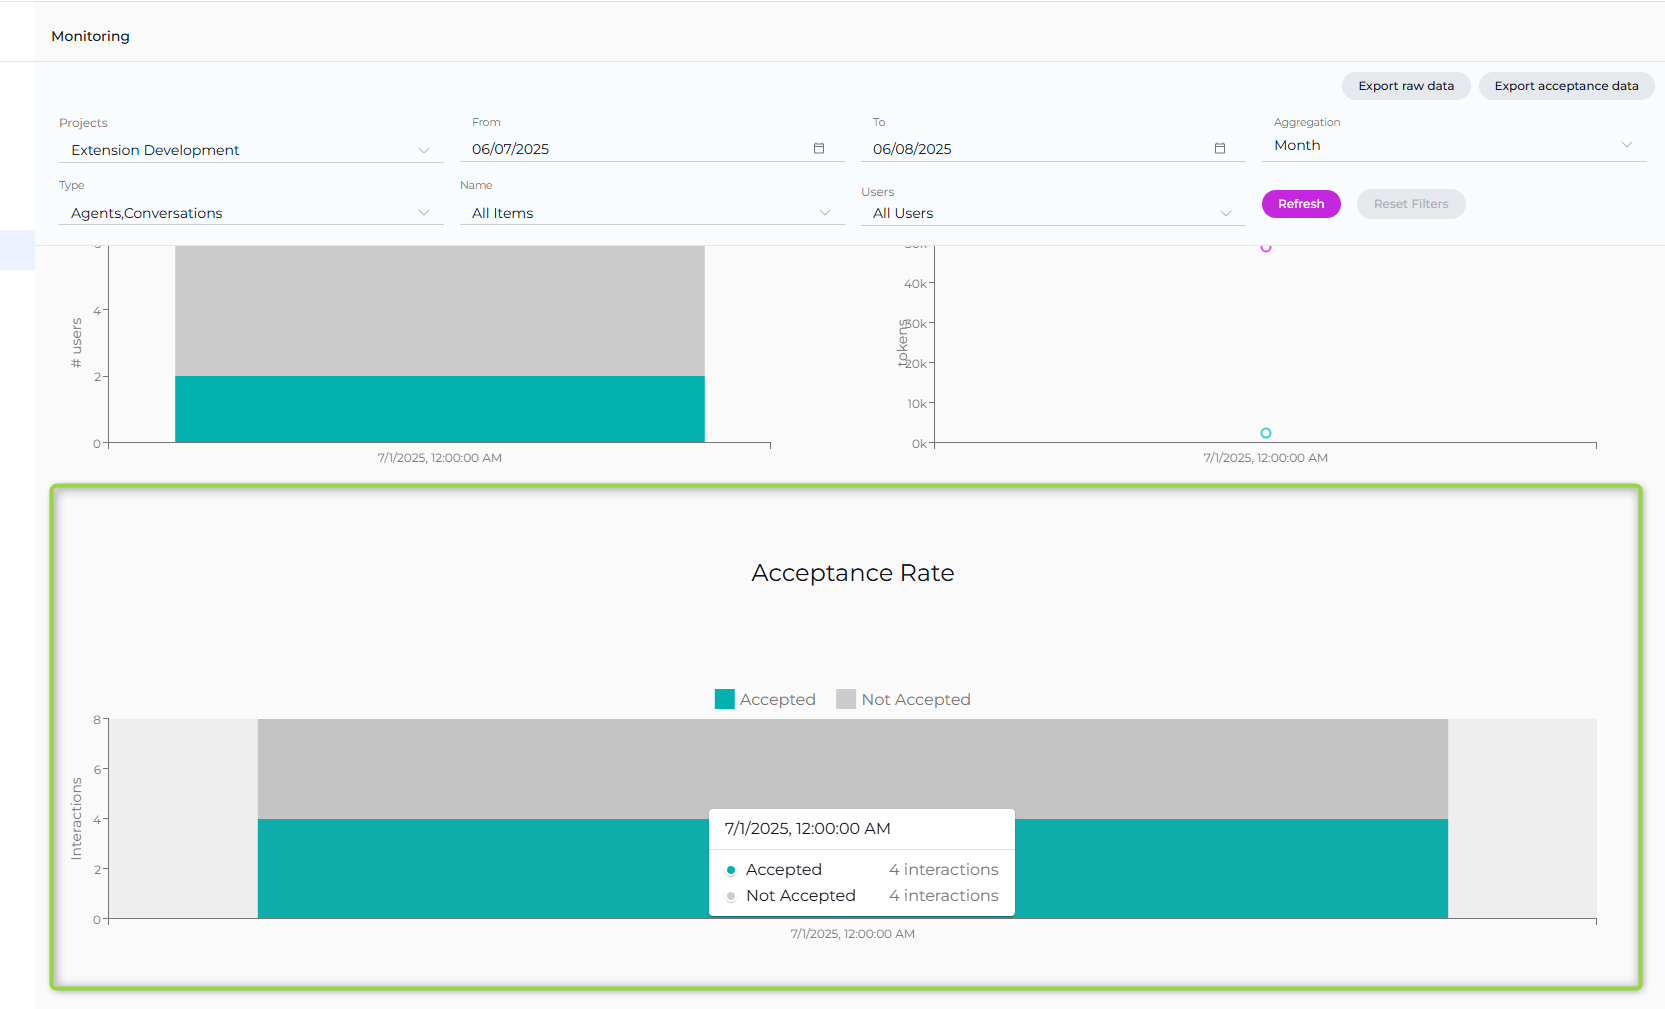 Monitoring
Export raw data
Export acceptance data
Projects
From
To
Aggregation
Extension Development
06/07/2025
06/08/2025
Month
Type
Name
Users
Agents,Conversations
All Items
All Users
Refresh
Reset Filters
# users
4
2
0
7/1/2025, 12:00:00 AM
tokens
40k
30k
20k
10k
0k
7/1/2025, 12:00:00 AM
Acceptance Rate
Accepted
Not Accepted
Interactions
8
6
4
2
0
7/1/2025, 12:00:00 AM
Accepted 4 interactions
Not Accepted 4 interactions
7/1/2025, 12:00:00 AM